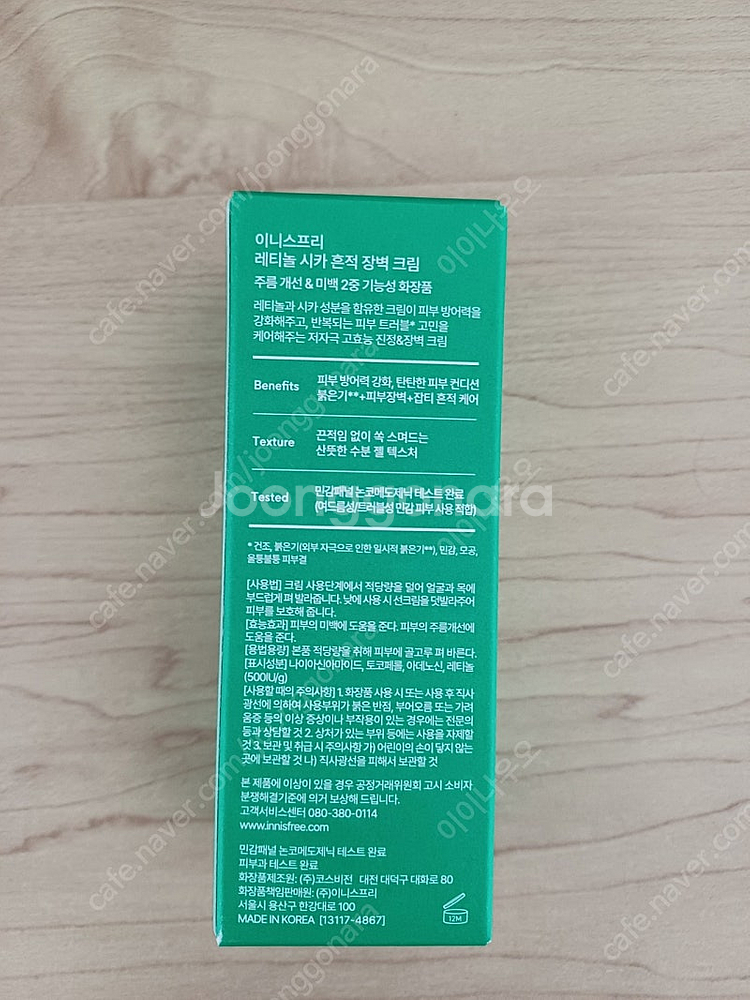 이니스프리
레티놀 시카 흔적 장벽 크림
주름 개선 & 미백 2중 기능성 화장품
레티놀과 시카 성분을 함유한 크림이 피부 방어력을
강화해주고, 반복되는 피부 트러블* 고민을
케어해주는 저자극 고효능 진정&장벽 크림
Benefits
피부 방어력 강화, 탄탄한 피부 컨디션
붉은기**+피부장벽+잡티 흔적 케어
Texture
끈적임 없이 쏙 스며드는
산뜻한 수분 젤 텍스처
Tested
민감패널 논코메도제닉 테스트 완료
(여드름성/트러블성 민감 피부 사용 적합)
* 건조, 붉은기(외부 자극으로 인한 일시적 붉은기**), 민감, 모공,
울퉁불퉁 피부결
[사용법] 크림 사용단계에서 적당량을 덜어 얼굴과 목에
부드럽게 펴 발라줍니다. 낮에 사용 시 선크림을 덧발라주어
피부를 보호해 줍니다.
[효능효과] 피부의 미백에 도움을 준다. 피부의 주름개선에
도움을 준다.
[용법용량] 본품 적당량을 취해 피부에 골고루 펴 바른다.
[표시성분] 나이아신아마이드, 토코페롤, 아데노신, 레티놀
(500IU/g)
[사용할 때의 주의사항] 1. 화장품 사용 시 또는 사용 후 직사
광선에 의하여 사용부위가 붉은 반점, 부어오름 또는 가려
움증 등의 이상 증상이나 부작용이 있는 경우에는 전문의
등과 상담할 것 2. 상처가 있는 부위 등에는 사용을 자제할
것 3. 보관 및 취급 시 주의사항 가) 어린이의 손이 닿지 않는
곳에 보관할 것 나) 직사광선을 피해서 보관할 것
본 제품에 이상이 있을 경우 공정거래위원회 고시 소비자
분쟁해결기준에 의거 보상해 드립니다.
고객서비스센터 080-380-0114
www.innisfree.com
민감패널 논코메도제닉 테스트 완료
피부과 테스트 완료
화장품제조원: (주)코스비전 대전 대덕구 대화로 80
화장품책임판매원: (주)이니스프리
서울시 용산구 한강대로 100
MADE IN KOREA [13117-4867]
12M
Joonggonara
cafe.naver.com/joonggonara
이이나우오